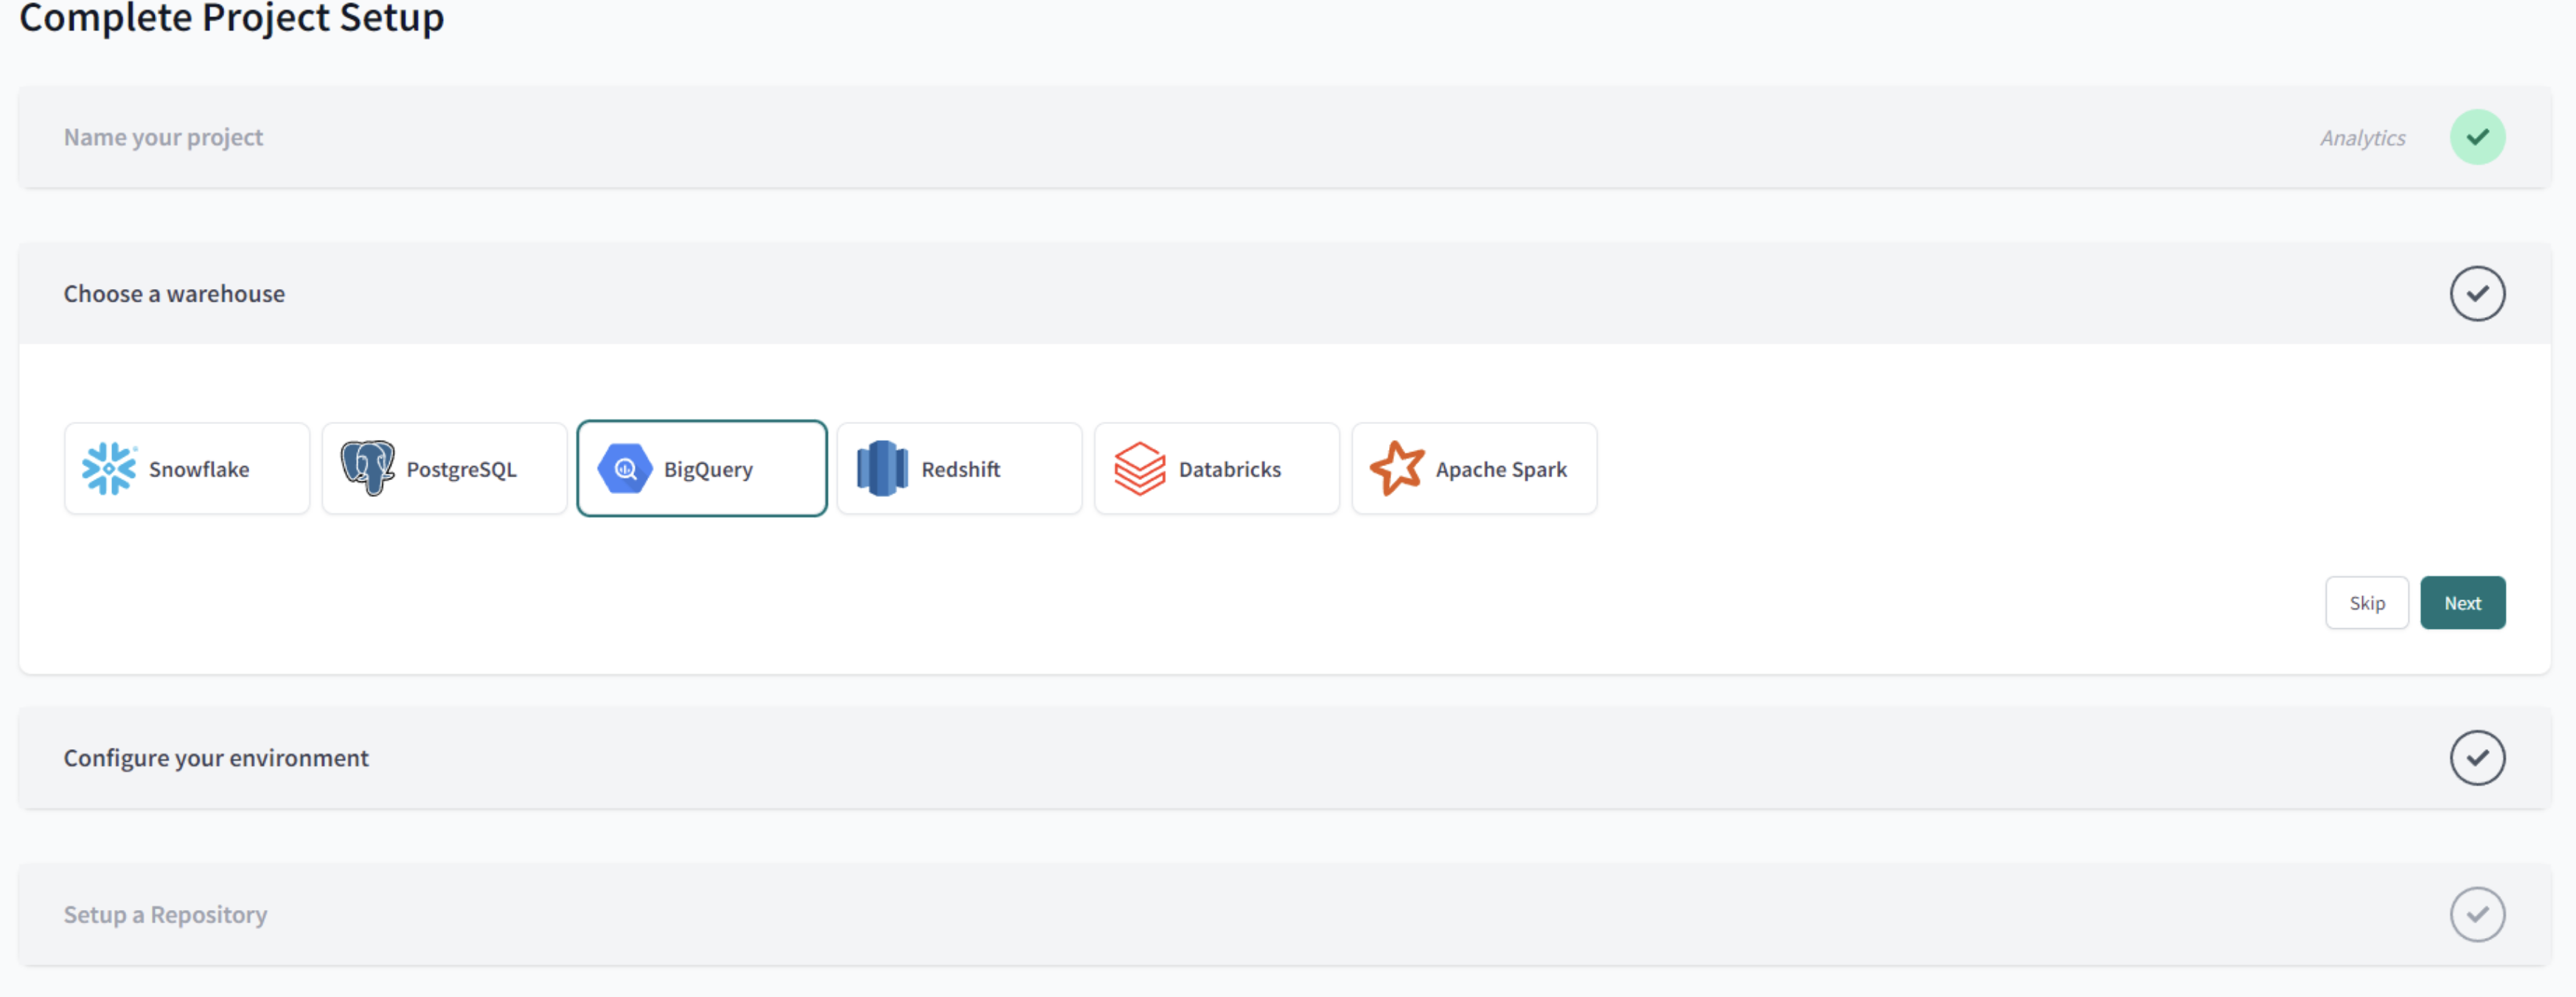 Complete Project Setup
Name your project Analytics
Choose a warehouse
Snowflake PostgreSQL BigQuery Redshift Databricks Apache Spark
Skip Next
Configure your environment
Setup a Repository